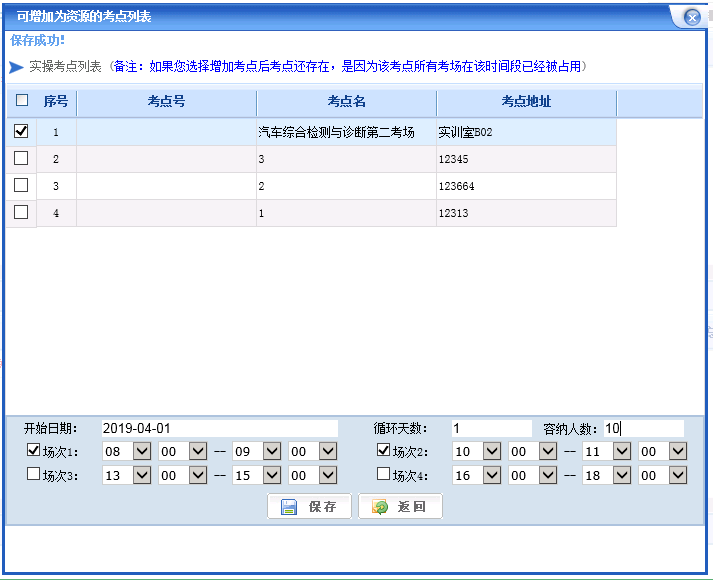 可增加为资源的考点列表
保存成功!
实操考点列表（备注：如果您选择增加考点后考点还存在，是因为该考点所有考场在该时间段已经被占用）
序号 考点号 考点名 考点地址
1 汽车综合检测与诊断第二考场 实训室B02
2 3 12345
3 2 123664
4 1 12313
开始日期： 2019-04-01 循环天数： 1 容纳人数： 10
场次1： 08 00 -- 09 00 场次2： 10 00 -- 11 00
场次3： 13 00 -- 15 00 场次4： 16 00 -- 18 00
保存 返回